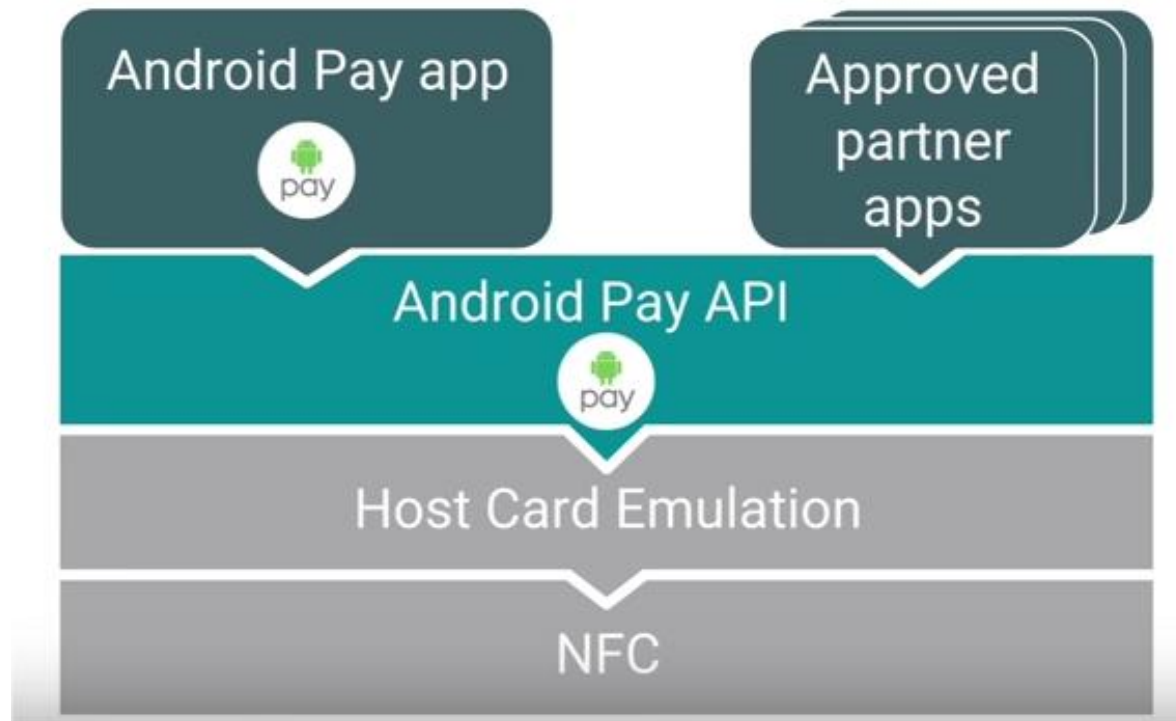 Android Pay app
pay
Approved
partner
apps
Android Pay API
pay
Host Card Emulation
NFC